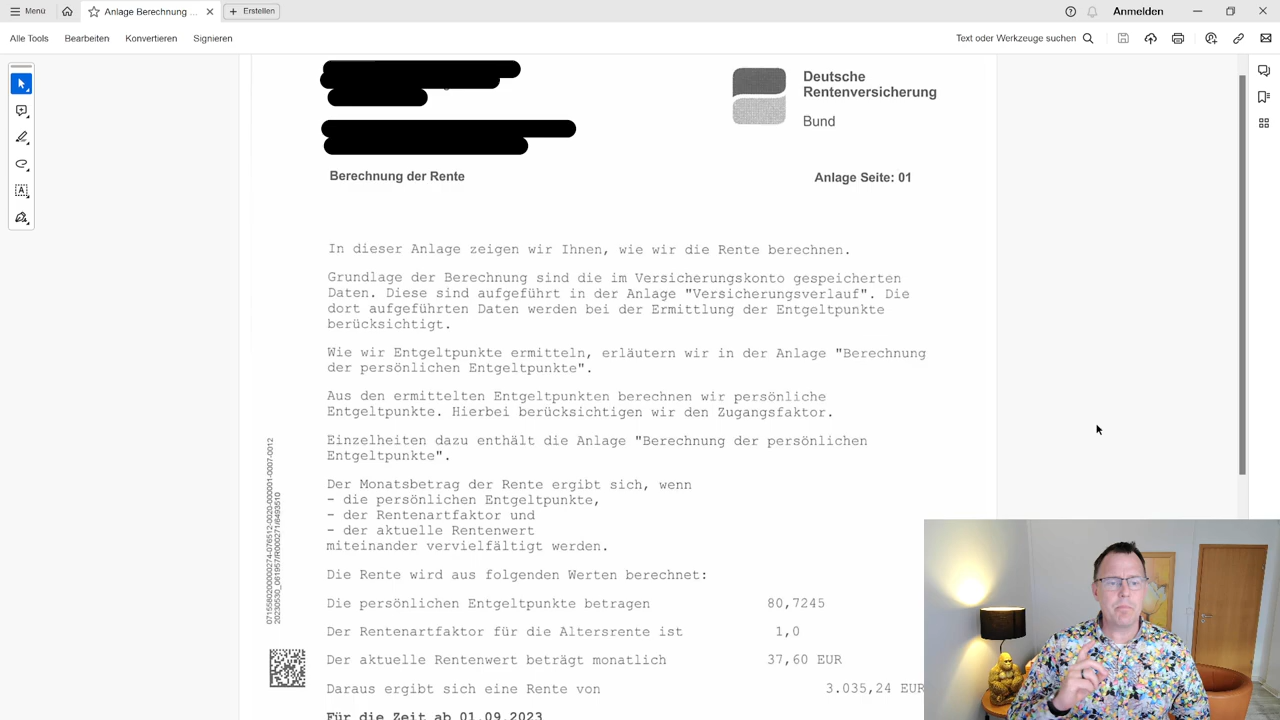 Menü
Anlage Berechnung ...
Erstellen
Anmelden
Alle Tools
Bearbeiten
Konvertieren
Signieren
Text oder Werkzeuge suchen
Deutsche
Rentenversicherung
Bund
Berechnung der Rente
Anlage Seite: 01
In dieser Anlage zeigen wir Ihnen, wie wir die Rente berechnen.
Grundlage der Berechnung sind die im Versicherungskonto gespeicherten
Daten. Diese sind aufgeführt in der Anlage "Versicherungsverlauf". Die
dort aufgeführten Daten werden bei der Ermittlung der Entgeltpunkte
berücksichtigt.
Wie wir Entgeltpunkte ermitteln, erläutern wir in der Anlage "Berechnung
der persönlichen Entgeltpunkte".
Aus den ermittelten Entgeltpunkten berechnen wir persönliche
Entgeltpunkte. Hierbei berücksichtigen wir den Zugangsfaktor.
Einzelheiten dazu enthält die Anlage "Berechnung der persönlichen
Entgeltpunkte".
Der Monatsbetrag der Rente ergibt sich, wenn
- die persönlichen Entgeltpunkte,
- der Rentenartfaktor und
- der aktuelle Rentenwert
miteinander vervielfältigt werden.
Die Rente wird aus folgenden Werten berechnet:
Die persönlichen Entgeltpunkte betragen 80,7245
Der Rentenartfaktor für die Altersrente ist 1,0
Der aktuelle Rentenwert beträgt monatlich 37,60 EUR
Daraus ergibt sich eine Rente von 3.035,24 EUR
Für die Zeit ab 01.09.2023